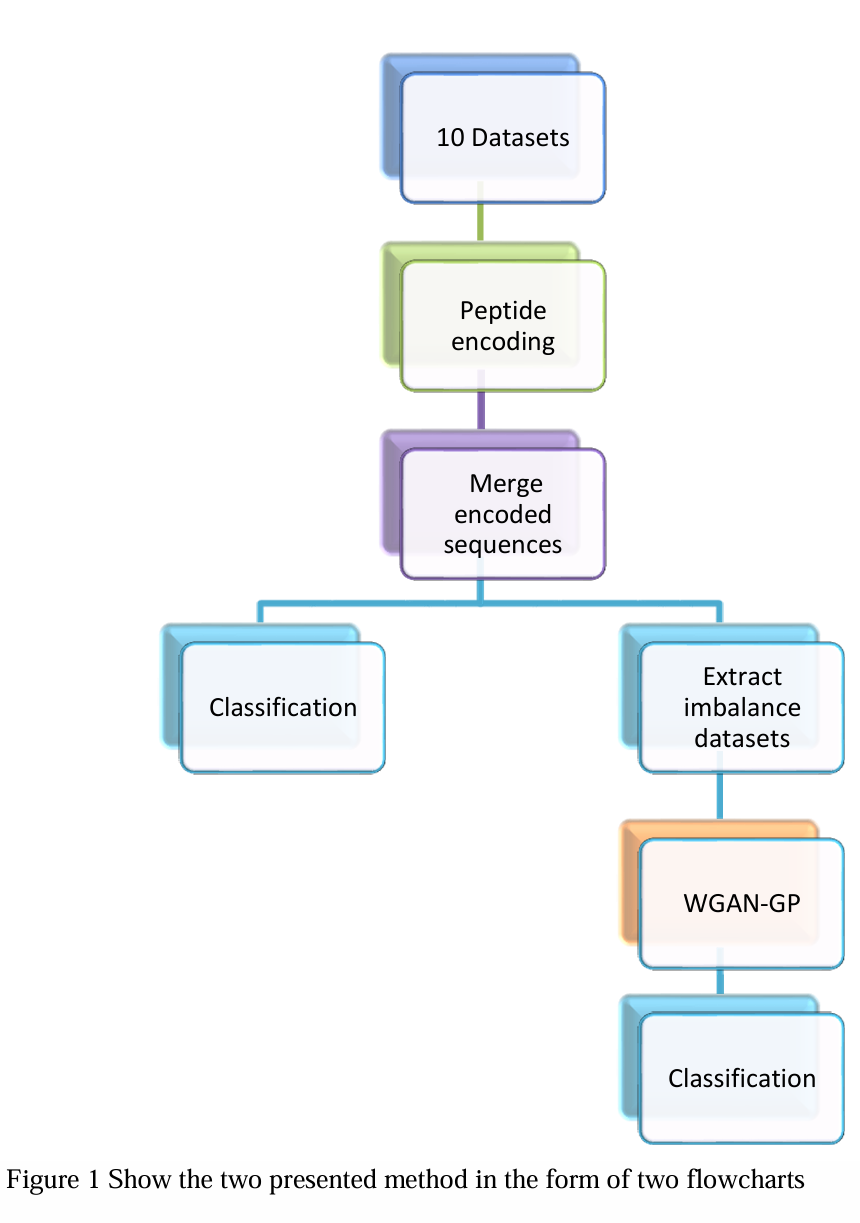 10 Datasets
Peptide
encoding
Merge
encoded
sequences
Classification
Extract
imbalance
datasets
WGAN-GP
Classification
Figure 1 Show the two presented method in the form of two flowcharts